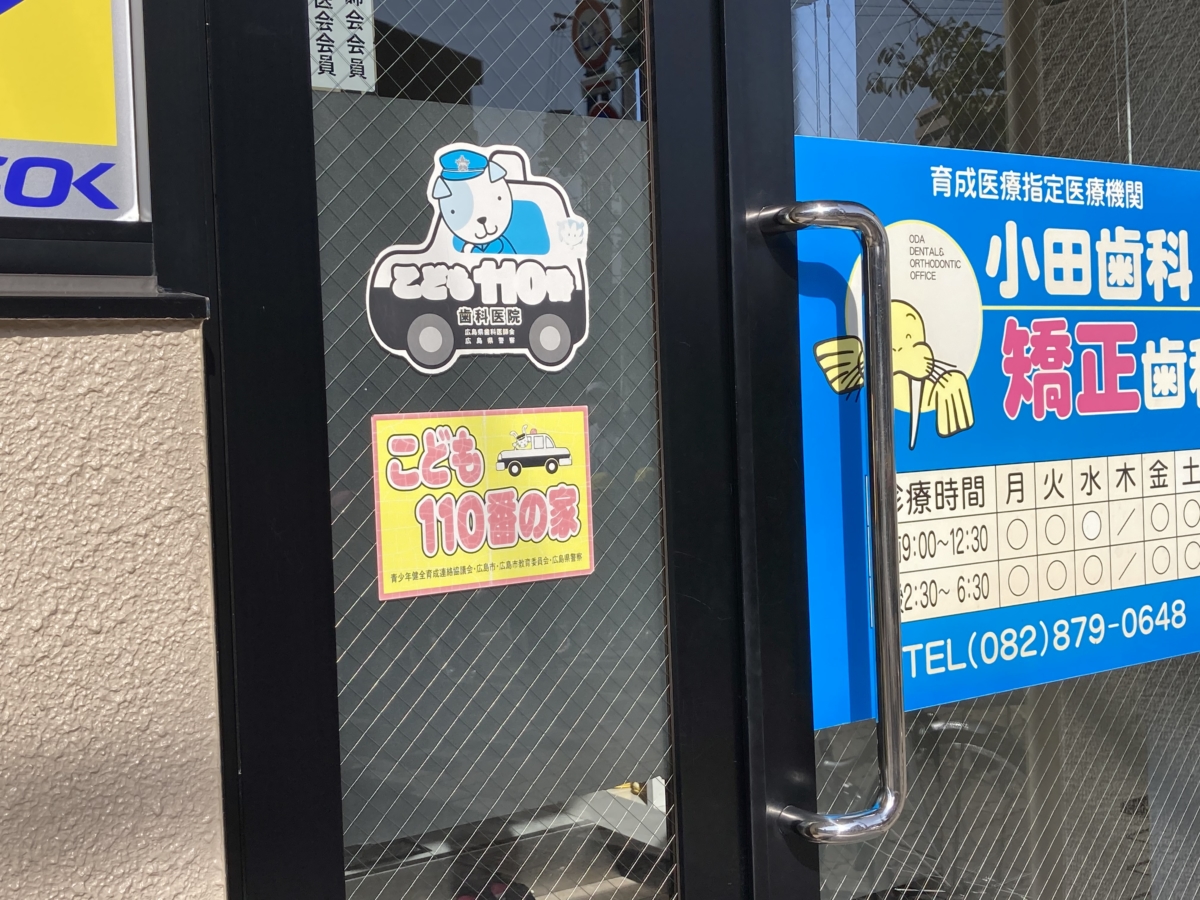 師会会員
医会会員
こども110番
歯科医院
広島県歯科医師会
広島県警察
こども
110番の家
青少年健全育成連絡協議会・広島市・広島市教育委員会・広島県警察
育成医療指定医療機関
ODA
DENTAL&
ORTHODONTIC
OFFICE
小田歯科
矯正歯科
診療時間 月 火 水 木 金 土
9:00〜12:30 ○ ○ ○ / ○ ○
2:30〜 6:30 ○ ○ ○ / ○ ○
TEL(082)879-0648